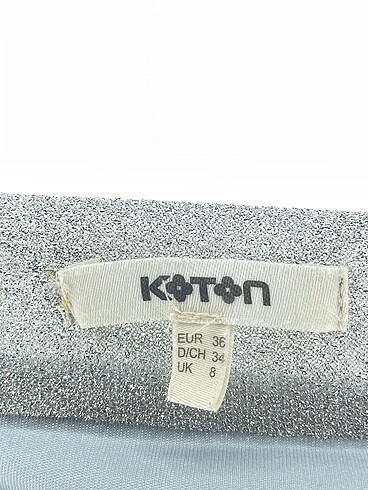 KOTON
EUR 36
D/CH 34
UK 8